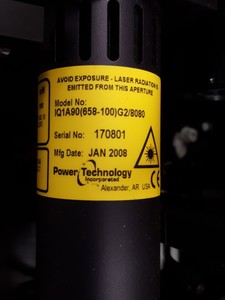 AVOID EXPOSURE - LASER RADIATION IS
EMITTED FROM THIS APERTURE
Model No:
IQ1A90(658-100)G2/8080
Serial No: 170801
Mfg Date: JAN 2008
Power Technology
Incorporated
Alexander, AR USA